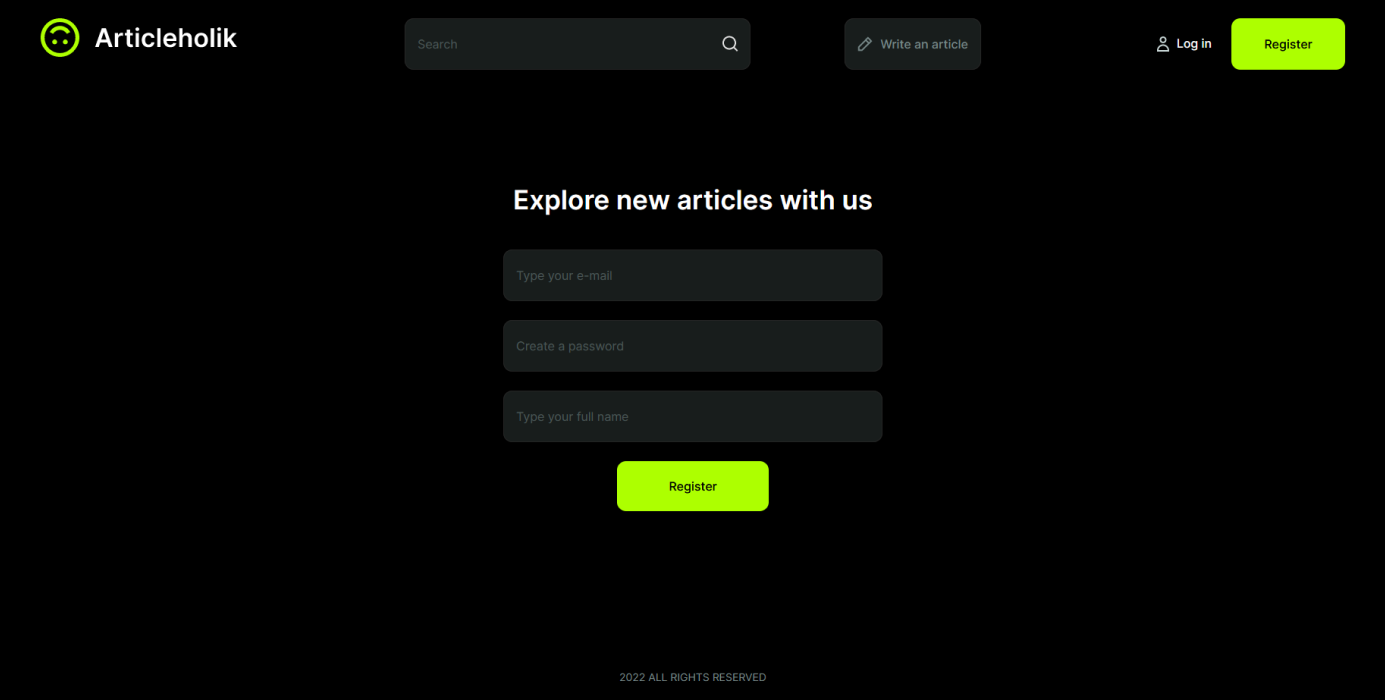 Articleholik
Search
Write an article
Log in
Register
Explore new articles with us
Type your e-mail
Create a password
Type your full name
Register
2022 ALL RIGHTS RESERVED